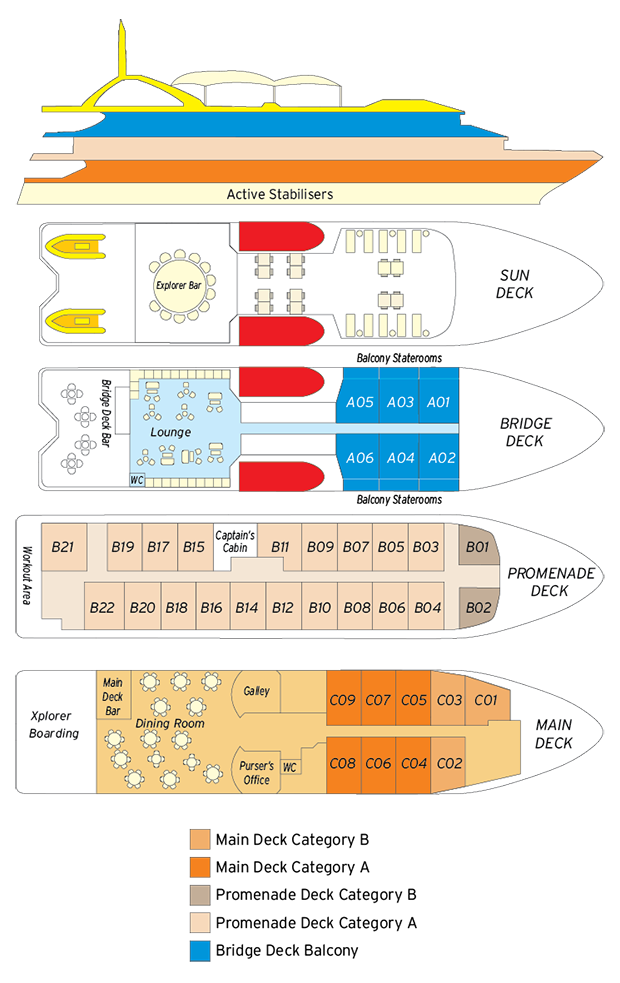 Active Stabilisers
Explorer Bar
SUN
DECK
Balcony Staterooms
Bridge Deck Bar
Lounge
WC
A05 A03 A01
A06 A04 A02
BRIDGE
DECK
Balcony Staterooms
Workout Area
B21 B19 B17 B15
Captain's
Cabin
B11 B09 B07 B05 B03 B01
B22 B20 B18 B16 B14 B12 B10 B08 B06 B04 B02
PROMENADE
DECK
Xplorer
Boarding
Main
Deck
Bar
Dining Room
Galley
Purser's
Office
WC
C09 C07 C05 C03 C01
C08 C06 C04 C02
MAIN
DECK
Main Deck Category B
Main Deck Category A
Promenade Deck Category B
Promenade Deck Category A
Bridge Deck Balcony